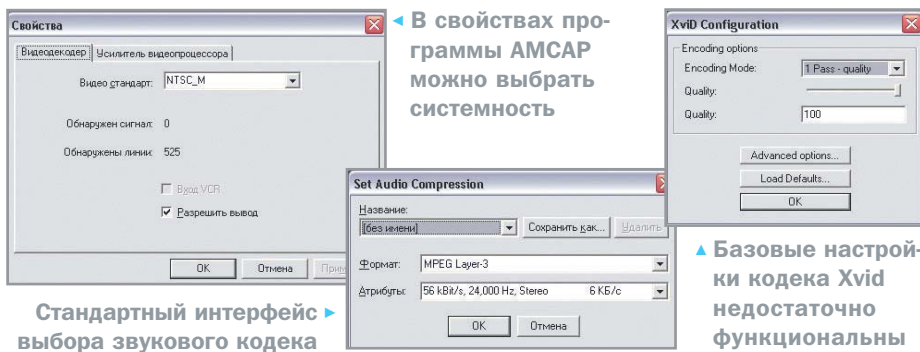 Свойства
Видеодекодер
Усилитель видеопроцессора
Видео стандарт: NTSC_M
Обнаружен сигнал: 0
Обнаружены линии: 525
Вход VCR
Разрешить вывод
ОК Отмена
◄ В свойствах про-
граммы AMCAP
можно выбрать
системность
XviD Configuration
Encoding options
Encoding Mode: 1 Pass - quality
Quality:
Quality: 100
Advanced options...
Load Defaults...
OK
Set Audio Compression
Название:
[без имени] Сохранить как... Удалить
Формат: MPEG Layer-3
Атрибуты: 56 kBit/s, 24,000 Hz, Stereo 6 КБ/с
ОК Отмена
Стандартный интерфейс ►
выбора звукового кодека
▲ Базовые настрой-
ки кодека Xvid
недостаточно
функциональны